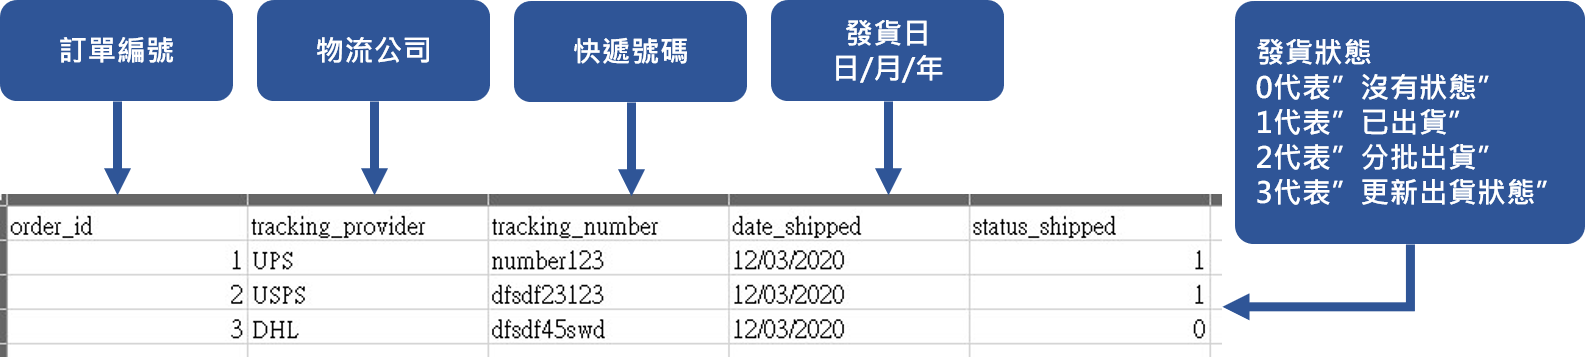 訂單編號
物流公司
快遞號碼
發貨日
日/月/年
發貨狀態
0代表”沒有狀態”
1代表”已出貨”
2代表”分批出貨”
3代表”更新出貨狀態”
order_id tracking_provider tracking_number date_shipped status_shipped
1 UPS number123 12/03/2020 1
2 USPS dfsdf23123 12/03/2020 1
3 DHL dfsdf45swd 12/03/2020 0